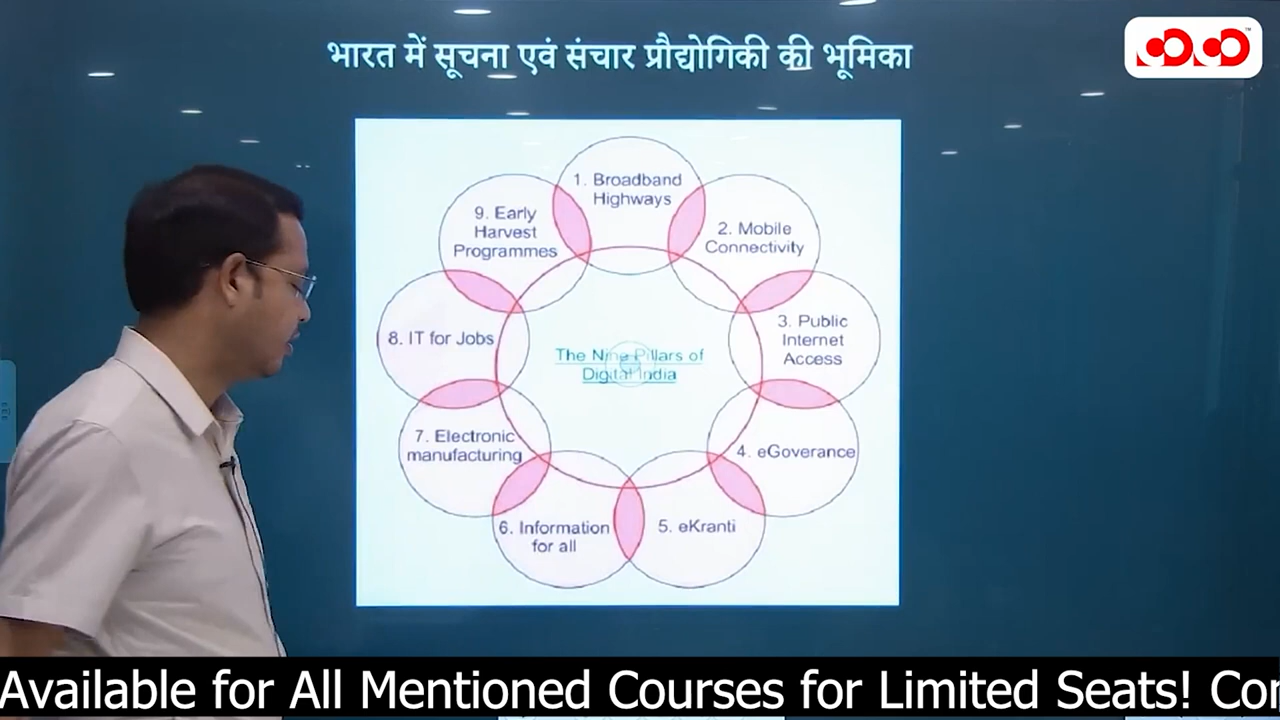 भारत में सूचना एवं संचार प्रौद्योगिकी की भूमिका
1. Broadband
Highways
2. Mobile
Connectivity
3. Public
Internet
Access
4. eGoverance
5. eKranti
6. Information
for all
7. Electronic
manufacturing
8. IT for Jobs
9. Early
Harvest
Programmes
The Nine Pillars of
Digital India
Available for All Mentioned Courses for Limited Seats! Con